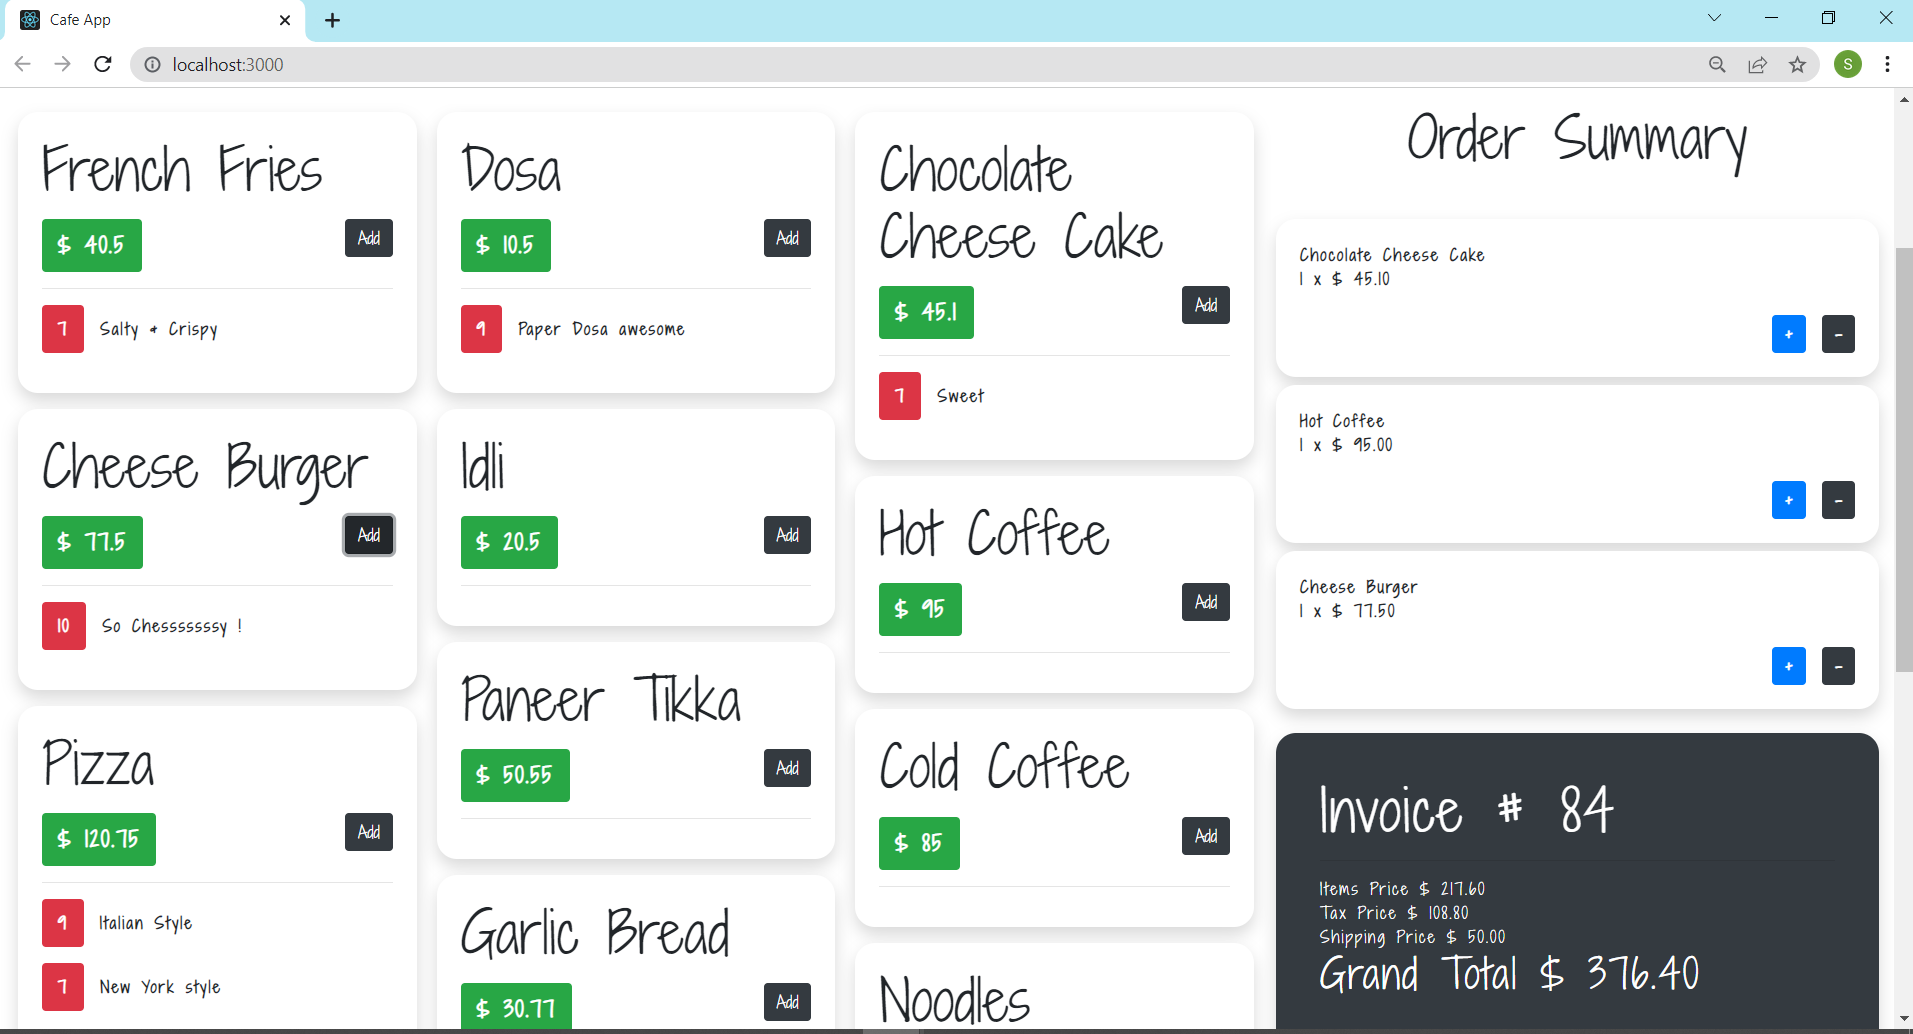 Cafe App
localhost:3000
S
French Fries
$ 40.5
Add
7 Salty & Crispy
Cheese Burger
$ 77.5
Add
10 So Chesssssssy !
Pizza
$ 120.75
Add
9 Italian Style
7 New York style
Dosa
$ 10.5
Add
9 Paper Dosa awesome
Idli
$ 20.5
Add
Paneer Tikka
$ 50.55
Add
Garlic Bread
$ 30.77
Add
Chocolate
Cheese Cake
$ 45.1
Add
7 Sweet
Hot Coffee
$ 95
Add
Cold Coffee
$ 85
Add
Noodles
Order Summary
Chocolate Cheese Cake
1 x $ 45.10
+ -
Hot Coffee
1 x $ 95.00
+ -
Cheese Burger
1 x $ 77.50
+ -
Invoice # 84
Items Price $ 217.60
Tax Price $ 108.80
Shipping Price $ 50.00
Grand Total $ 376.40